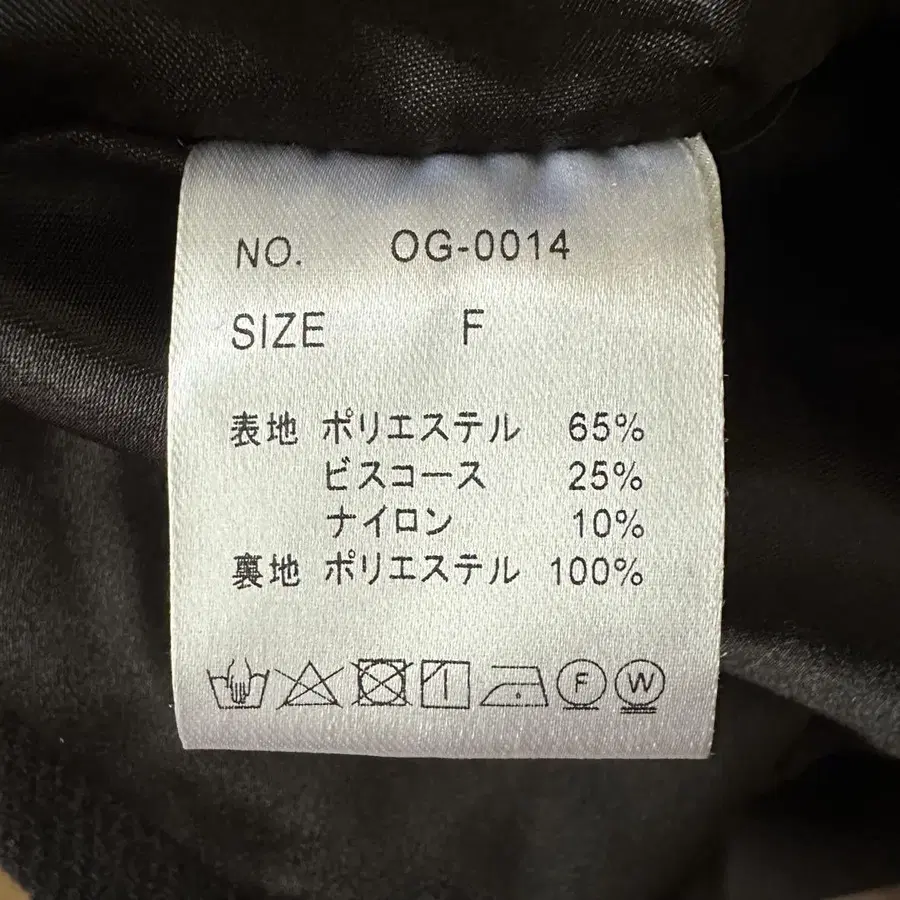 NO. OG-0014
SIZE F
表地 ポリエステル 65%
ビスコース 25%
ナイロン 10%
裏地 ポリエステル 100%
F W